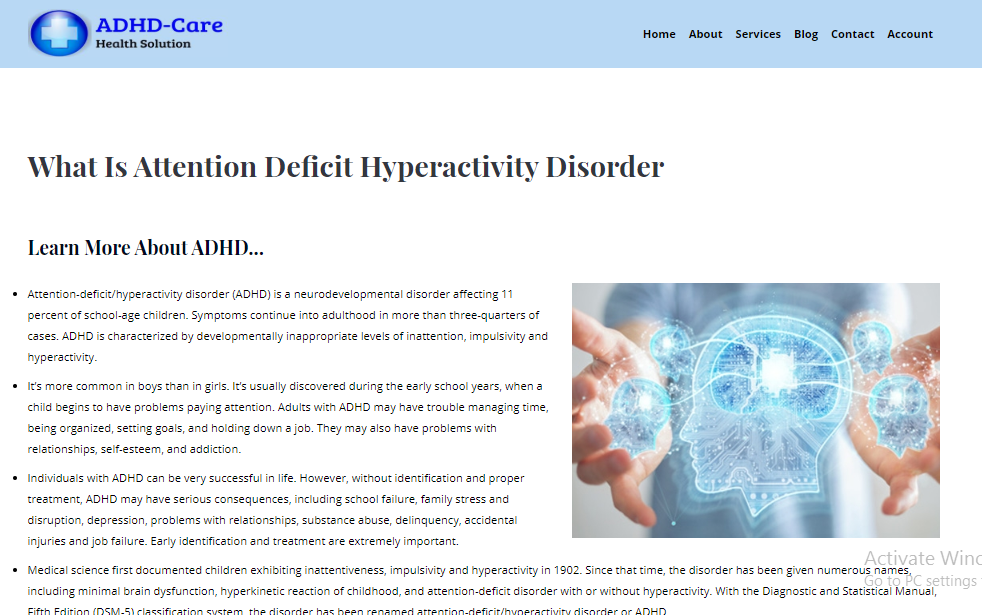 ADHD-Care
Health Solution
Home About Services Blog Contact Account
What Is Attention Deficit Hyperactivity Disorder
Learn More About ADHD...
Attention-deficit/hyperactivity disorder (ADHD) is a neurodevelopmental disorder affecting 11
percent of school-age children. Symptoms continue into adulthood in more than three-quarters of
cases. ADHD is characterized by developmentally inappropriate levels of inattention, impulsivity and
hyperactivity.
It's more common in boys than in girls. It's usually discovered during the early school years, when a
child begins to have problems paying attention. Adults with ADHD may have trouble managing time,
being organized, setting goals, and holding down a job. They may also have problems with
relationships, self-esteem, and addiction.
Individuals with ADHD can be very successful in life. However, without identification and proper
treatment, ADHD may have serious consequences, including school failure, family stress and
disruption, depression, problems with relationships, substance abuse, delinquency, accidental
injuries and job failure. Early identification and treatment are extremely important.
Medical science first documented children exhibiting inattentiveness, impulsivity and hyperactivity in 1902. Since that time, the disorder has been given numerous names,
including minimal brain dysfunction, hyperkinetic reaction of childhood, and attention-deficit disorder with or without hyperactivity. With the Diagnostic and Statistical Manual,
Fifth Edition (DSM-5) classification system, the disorder has been renamed attention-deficit/hyperactivity disorder or ADHD.
Activate Winc
Go to PC settings